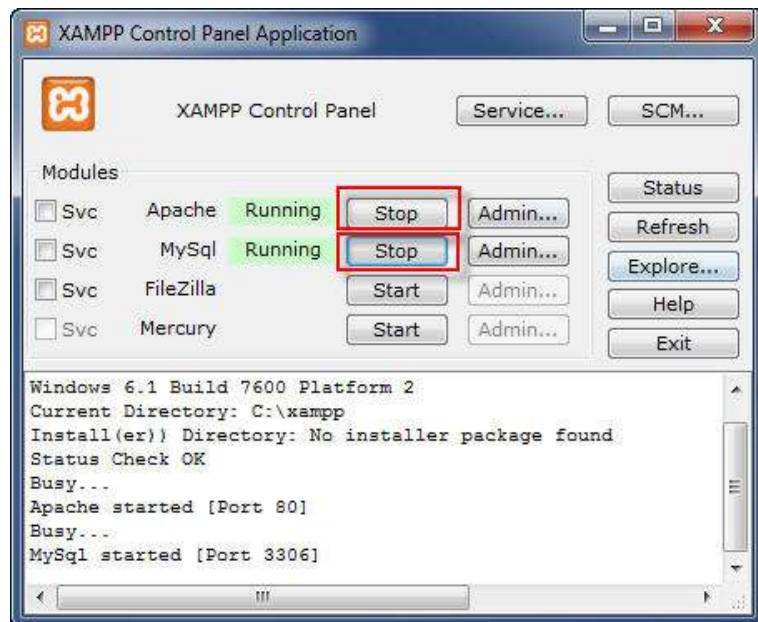 XAMPP Control Panel Application
XAMPP Control Panel Service... SCM...
Modules
Status
Svc Apache Running Stop Admin...
Refresh
Svc MySql Running Stop Admin...
Explore...
Svc FileZilla Start Admin...
Help
Svc Mercury Start Admin...
Exit
Windows 6.1 Build 7600 Platform 2
Current Directory: C:\xampp
Install(er)) Directory: No installer package found
Status Check OK
Busy...
Apache started [Port 80]
Busy...
MySql started [Port 3306]